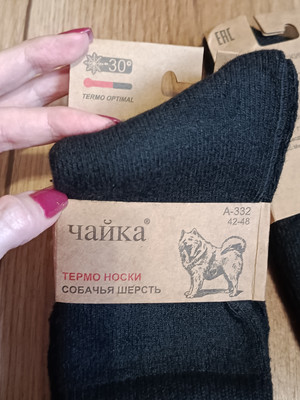 -30°
TERMO OPTIMAL
EAC
чайка®
А-332
42-48
ТЕРМО НОСКИ
СОБАЧЬЯ ШЕРСТЬ